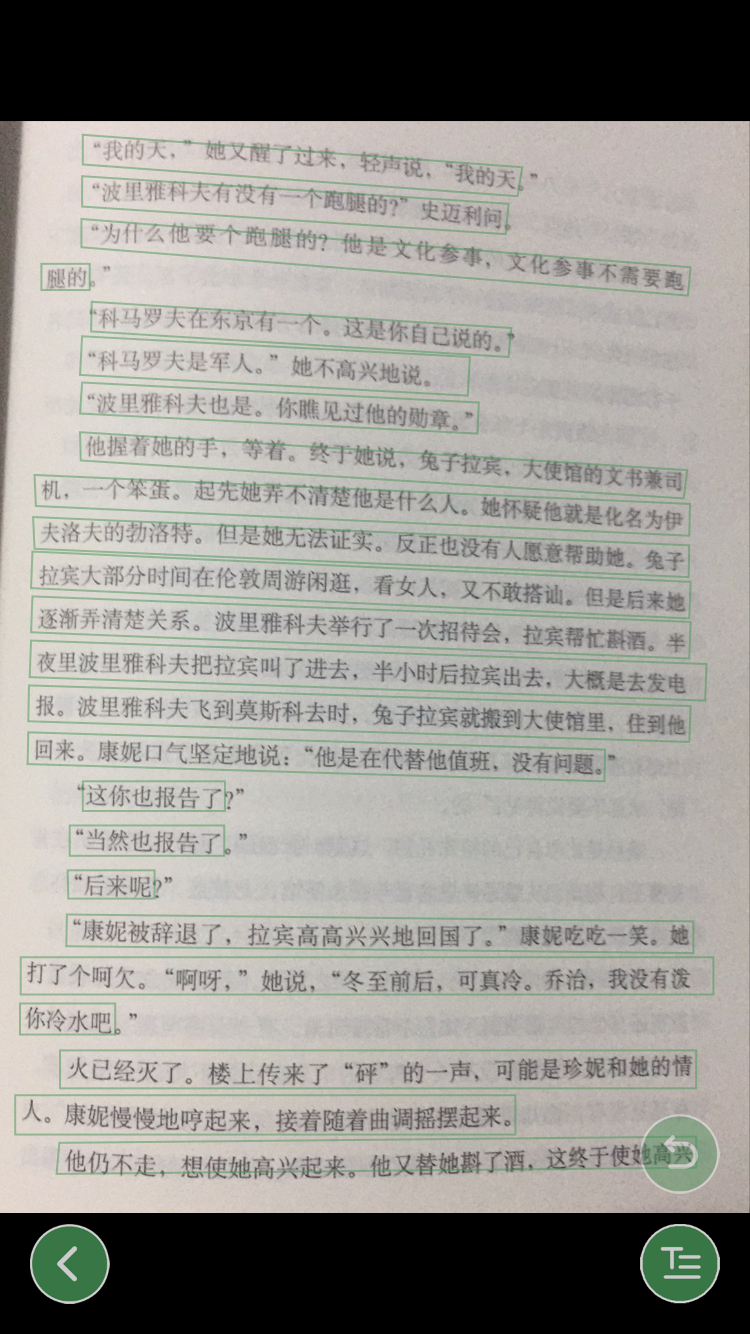 “我的天，”她又醒了过来，轻声说，“我的天。”
“波里雅科夫有没有一个跑腿的？”史迈利问。
“为什么他要个跑腿的？他是文化参事，文化参事不需要跑
腿的。”
“科马罗夫在东京有一个。这是你自己说的。”
“科马罗夫是军人。”她不高兴地说。
“波里雅科夫也是。你瞧见过他的勋章。”
他握着她的手，等着。终于她说，兔子拉宾，大使馆的文书兼司
机，一个笨蛋。起先她弄不清楚他是什么人。她怀疑他就是化名为伊
夫洛夫的勃洛特。但是她无法证实。反正也没有人愿意帮助她。兔子
拉宾大部分时间在伦敦周游闲逛，看女人，又不敢搭讪。但是后来她
逐渐弄清楚关系。波里雅科夫举行了一次招待会，拉宾帮忙斟酒。半
夜里波里雅科夫把拉宾叫了进去，半小时后拉宾出去，大概是去发电
报。波里雅科夫飞到莫斯科去时，兔子拉宾就搬到大使馆里，住到他
回来。康妮口气坚定地说：“他是在代替他值班，没有问题。”
“这你也报告了？”
“当然也报告了。”
“后来呢？”
“康妮被辞退了，拉宾高高兴兴地回国了。”康妮吃吃一笑。她
打了个呵欠。“啊呀，”她说，“冬至前后，可真冷。乔治，我没有泼
你冷水吧。”
火已经灭了。楼上传来了“砰”的一声，可能是珍妮和她的情
人。康妮慢慢地哼起来，接着随着曲调摇摆起来。
他仍不走，想使她高兴起来。他又替她斟了酒，这终于使她高兴